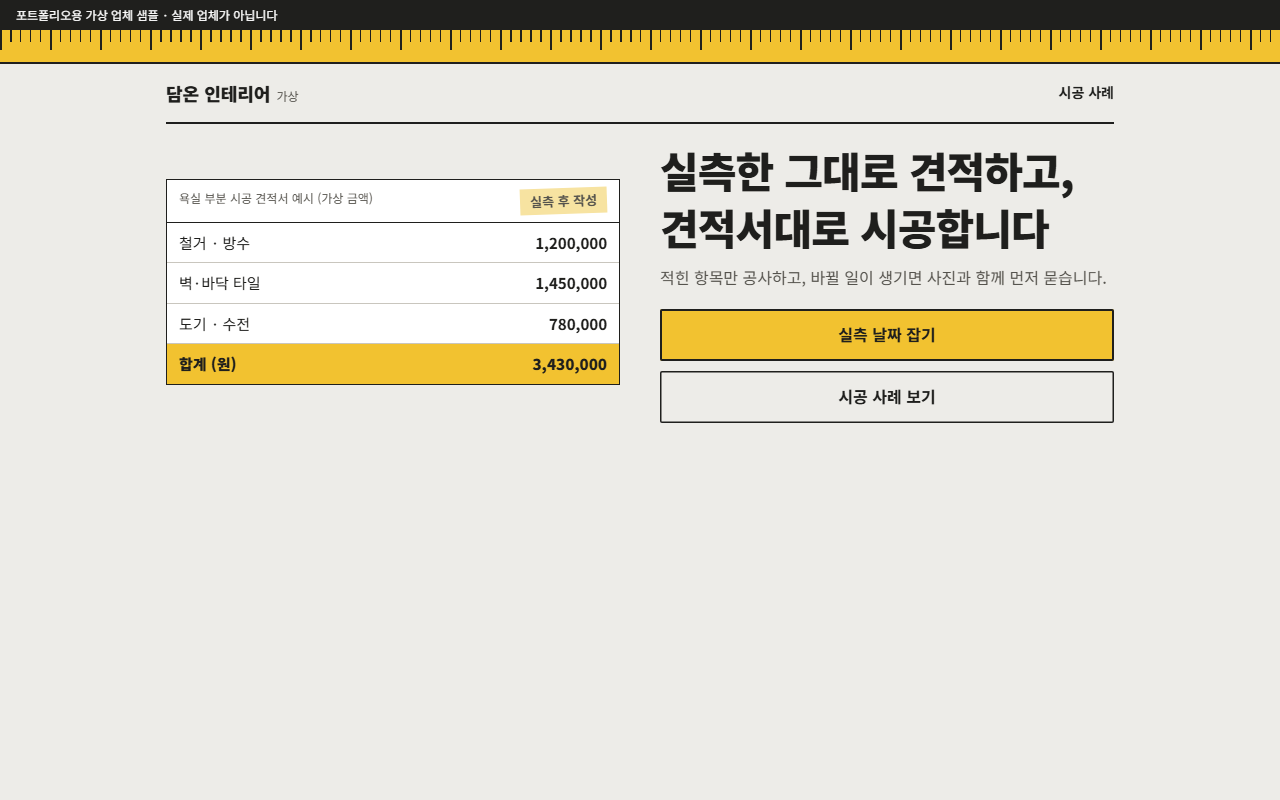 포트폴리오용 가상 업체 샘플 · 실제 업체가 아닙니다
담온 인테리어 가상
시공 사례
욕실 부분 시공 견적서 예시 (가상 금액)
실측 후 작성
철거 · 방수 1,200,000
벽·바닥 타일 1,450,000
도기 · 수전 780,000
합계 (원) 3,430,000
실측한 그대로 견적하고,
견적서대로 시공합니다
적힌 항목만 공사하고, 바뀔 일이 생기면 사진과 함께 먼저 묻습니다.
실측 날짜 잡기
시공 사례 보기